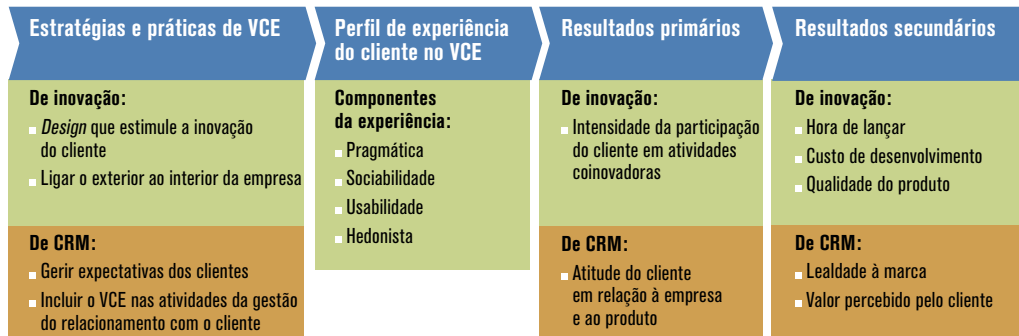 Estratégias e práticas de VCE
De inovação:
Design que estimule a inovação
do cliente
Ligar o exterior ao interior da empresa
De CRM:
Gerir expectativas dos clientes
Incluir o VCE nas atividades da gestão
do relacionamento com o cliente
Perfil de experiência
do cliente no VCE
Componentes
da experiência:
Pragmática
Sociabilidade
Usabilidade
Hedonista
Resultados primários
De inovação:
Intensidade da participação
do cliente em atividades
coinovadoras
De CRM:
Atitude do cliente
em relação à empresa
e ao produto
Resultados secundários
De inovação:
Hora de lançar
Custo de desenvolvimento
Qualidade do produto
De CRM:
Lealdade à marca
Valor percebido pelo cliente